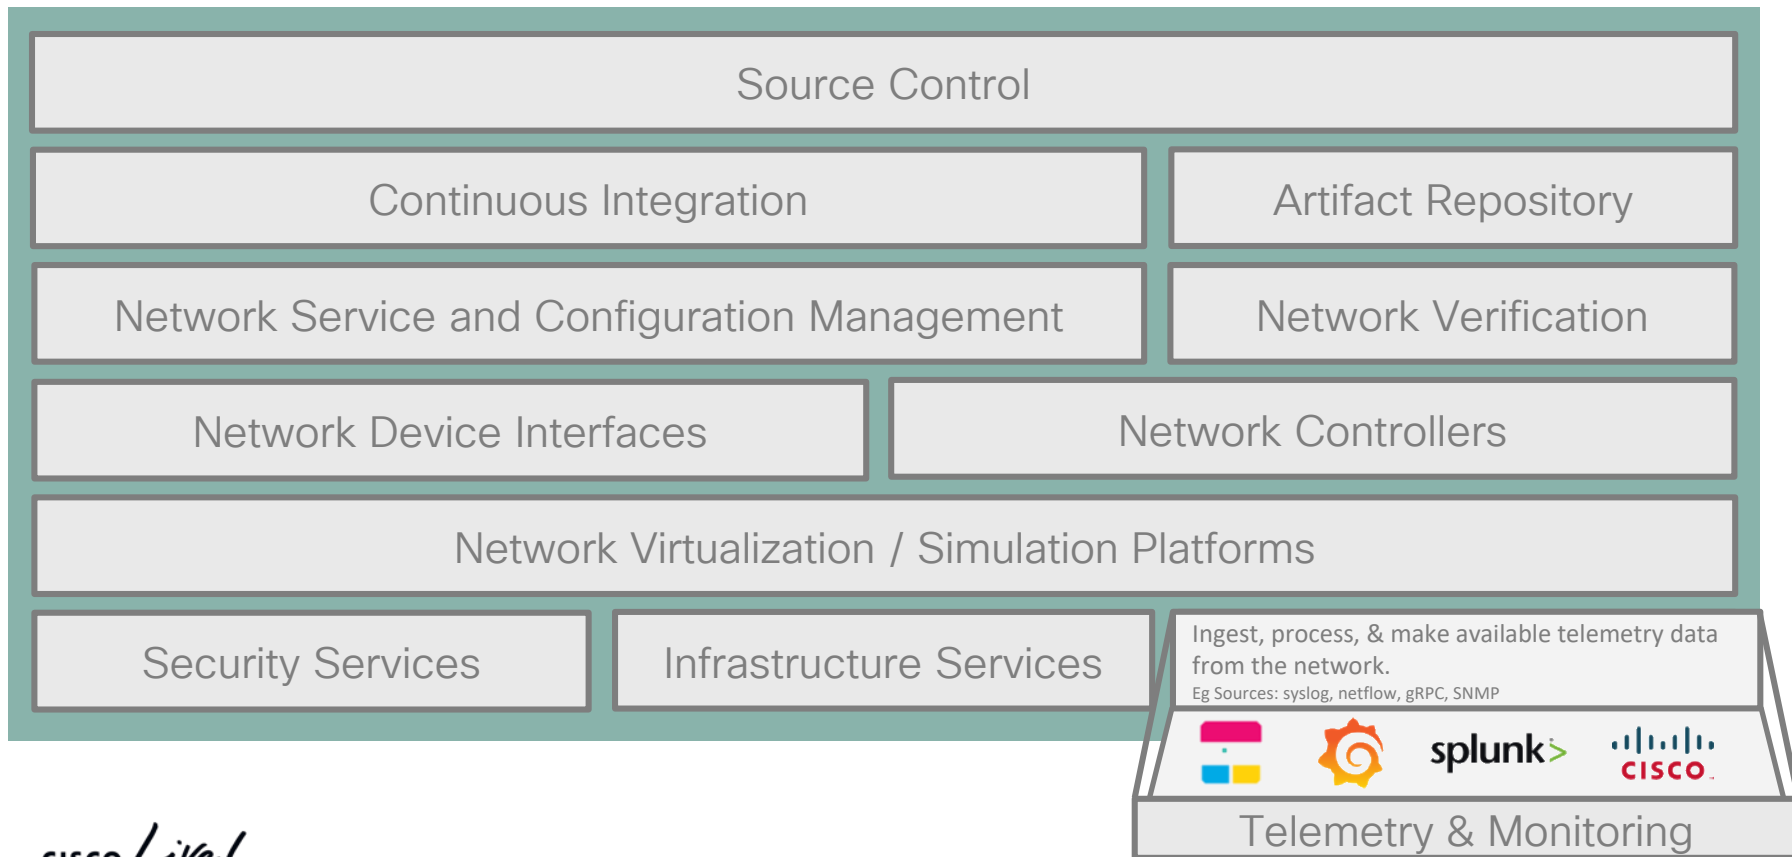 Source Control
Continuous Integration
Artifact Repository
Network Service and Configuration Management
Network Verification
Network Device Interfaces
Network Controllers
Network Virtualization / Simulation Platforms
Security Services
Infrastructure Services
Ingest, process, & make available telemetry data
from the network.
Eg Sources: syslog, netflow, gRPC, SNMP
splunk>
CISCO
Telemetry & Monitoring
CISCO Live!